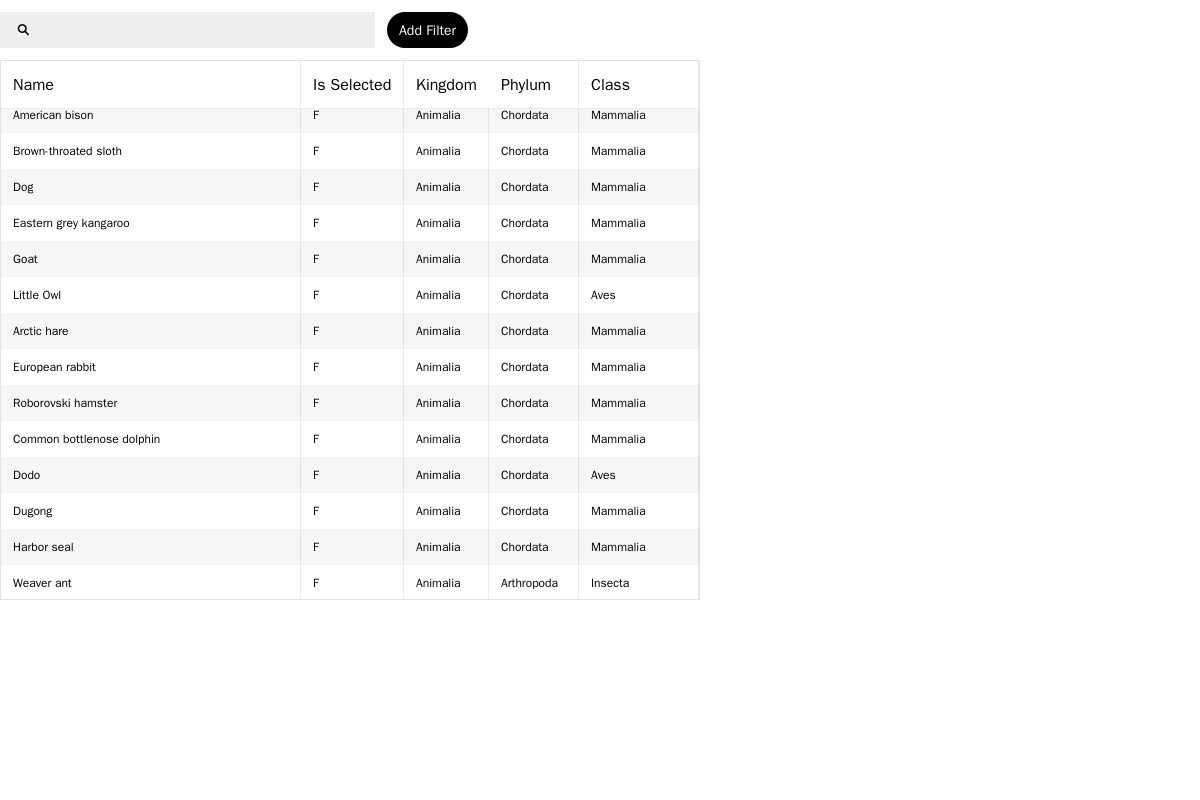 Add Filter
Name Is Selected Kingdom Phylum Class
American bison F Animalia Chordata Mammalia
Brown-throated sloth F Animalia Chordata Mammalia
Dog F Animalia Chordata Mammalia
Eastern grey kangaroo F Animalia Chordata Mammalia
Goat F Animalia Chordata Mammalia
Little Owl F Animalia Chordata Aves
Arctic hare F Animalia Chordata Mammalia
European rabbit F Animalia Chordata Mammalia
Roborovski hamster F Animalia Chordata Mammalia
Common bottlenose dolphin F Animalia Chordata Mammalia
Dodo F Animalia Chordata Aves
Dugong F Animalia Chordata Mammalia
Harbor seal F Animalia Chordata Mammalia
Weaver ant F Animalia Arthropoda Insecta